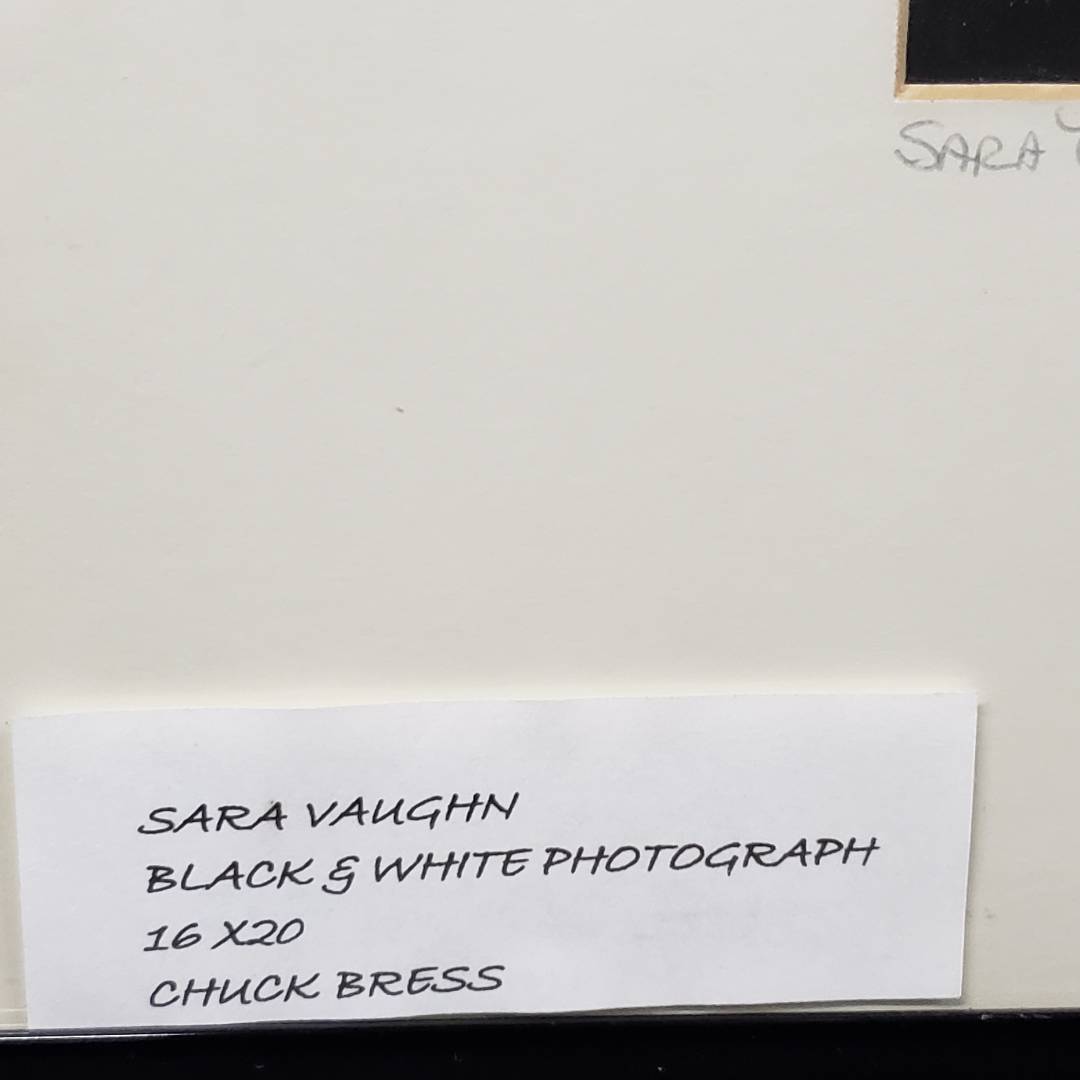 SARA
SARA VAUGHN
BLACK & WHITE PHOTOGRAPH
16 X20
CHUCK BRESS